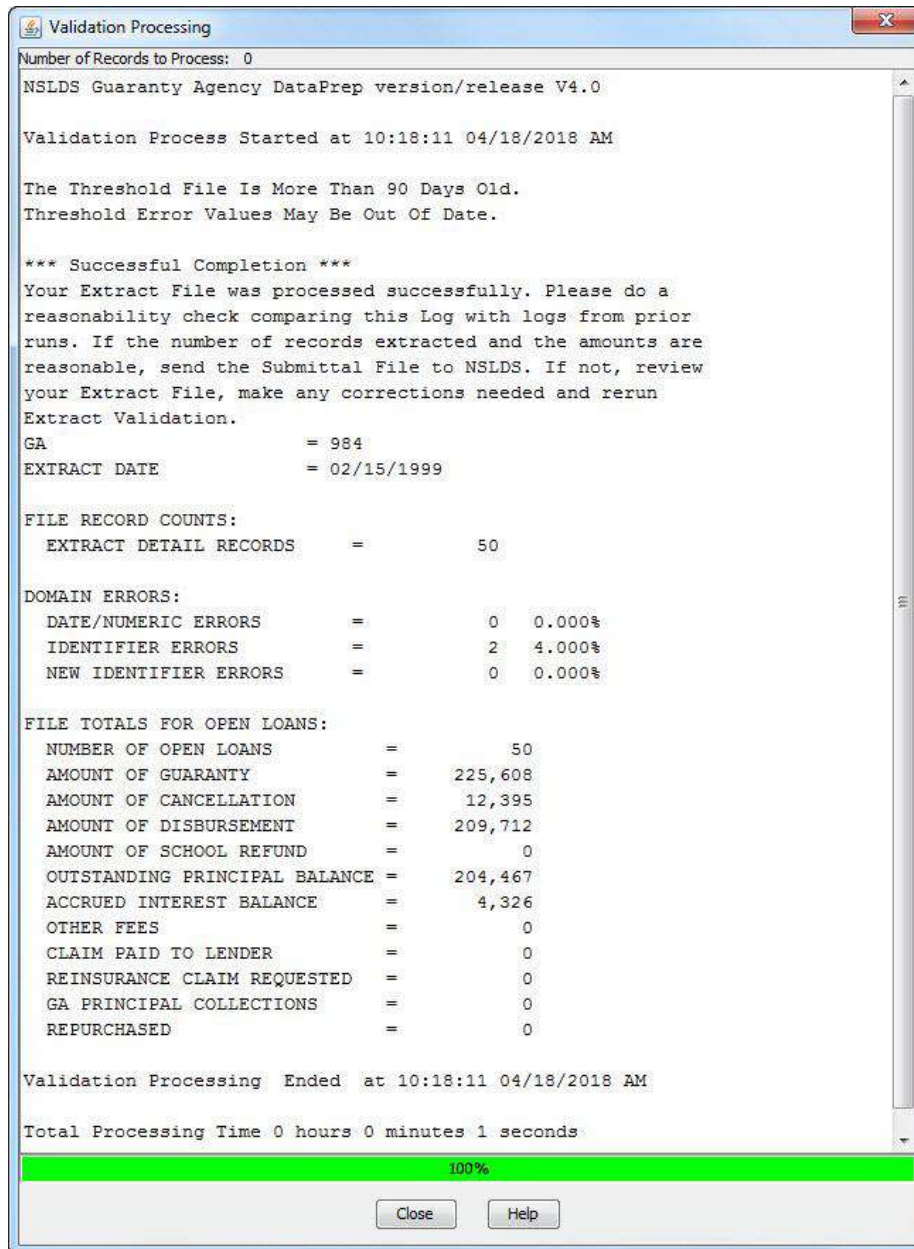 Validation Processing
Number of Records to Process: 0
NSLDS Guaranty Agency DataPrep version/release V4.0
Validation Process Started at 10:18:11 04/18/2018 AM
The Threshold File Is More Than 90 Days Old.
Threshold Error Values May Be Out Of Date.
*** Successful Completion ***
Your Extract File was processed successfully. Please do a
reasonability check comparing this Log with logs from prior
runs. If the number of records extracted and the amounts are
reasonable, send the Submittal File to NSLDS. If not, review
your Extract File, make any corrections needed and rerun
Extract Validation.
GA = 984
EXTRACT DATE = 02/15/1999
FILE RECORD COUNTS:
EXTRACT DETAIL RECORDS = 50
DOMAIN ERRORS:
DATE/NUMERIC ERRORS = 0 0.000%
IDENTIFIER ERRORS = 2 4.000%
NEW IDENTIFIER ERRORS = 0 0.000%
FILE TOTALS FOR OPEN LOANS:
NUMBER OF OPEN LOANS = 50
AMOUNT OF GUARANTY = 225,608
AMOUNT OF CANCELLATION = 12,395
AMOUNT OF DISBURSEMENT = 209,712
AMOUNT OF SCHOOL REFUND = 0
OUTSTANDING PRINCIPAL BALANCE = 204,467
ACCRUED INTEREST BALANCE = 4,326
OTHER FEES = 0
CLAIM PAID TO LENDER = 0
REINSURANCE CLAIM REQUESTED = 0
GA PRINCIPAL COLLECTIONS = 0
REPURCHASED = 0
Validation Processing Ended at 10:18:11 04/18/2018 AM
Total Processing Time 0 hours 0 minutes 1 seconds
100%
Close Help